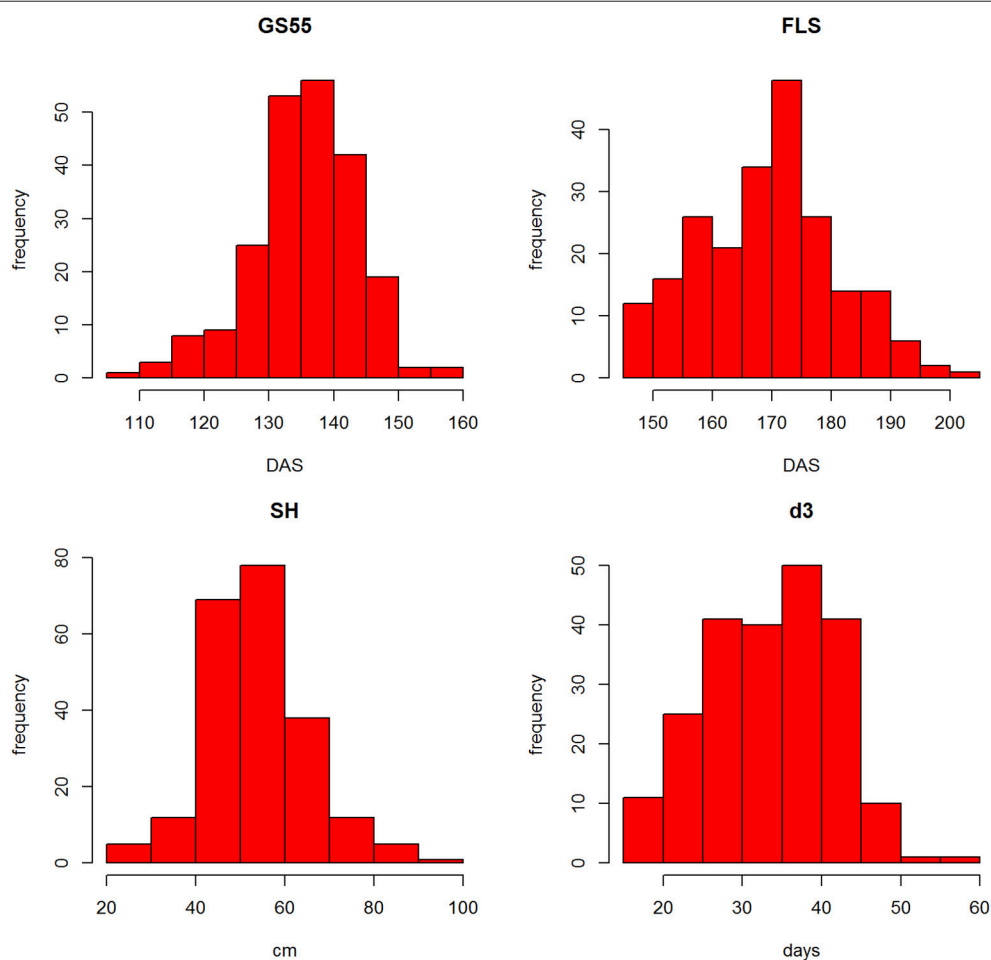 GS55
frequency
0 10 20 30 40 50
110 120 130 140 150 160
DAS
FLS
frequency
0 10 20 30 40
150 160 170 180 190 200
DAS
SH
frequency
0 20 40 60 80
20 40 60 80 100
cm
d3
frequency
0 10 20 30 40 50
20 30 40 50 60
days